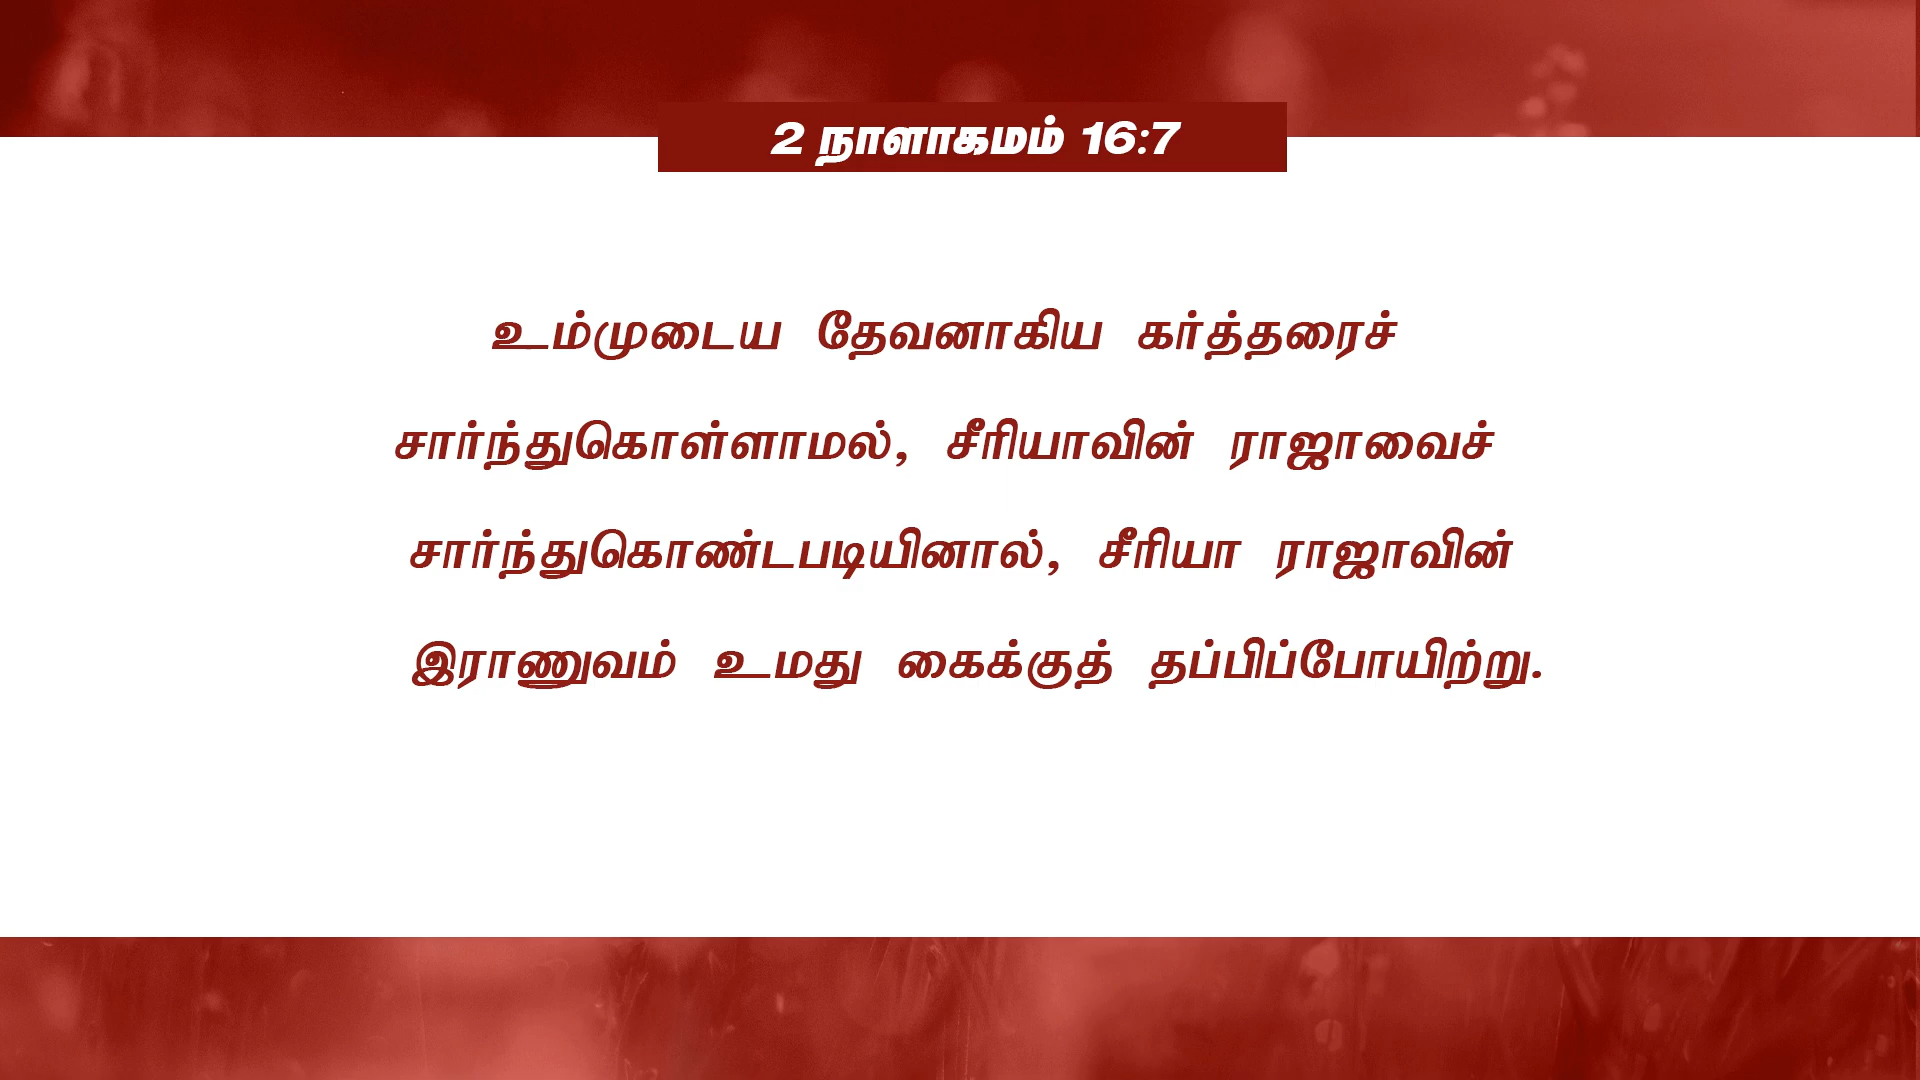 2 நாளாகமம் 16:7
உம்முடைய தேவனாகிய கர்த்தரைச்
சார்ந்துகொள்ளாமல், சீரியாவின் ராஜாவைச்
சார்ந்துகொண்டபடியினால், சீரியா ராஜாவின்
இராணுவம் உமது கைக்குத் தப்பிப்போயிற்று.